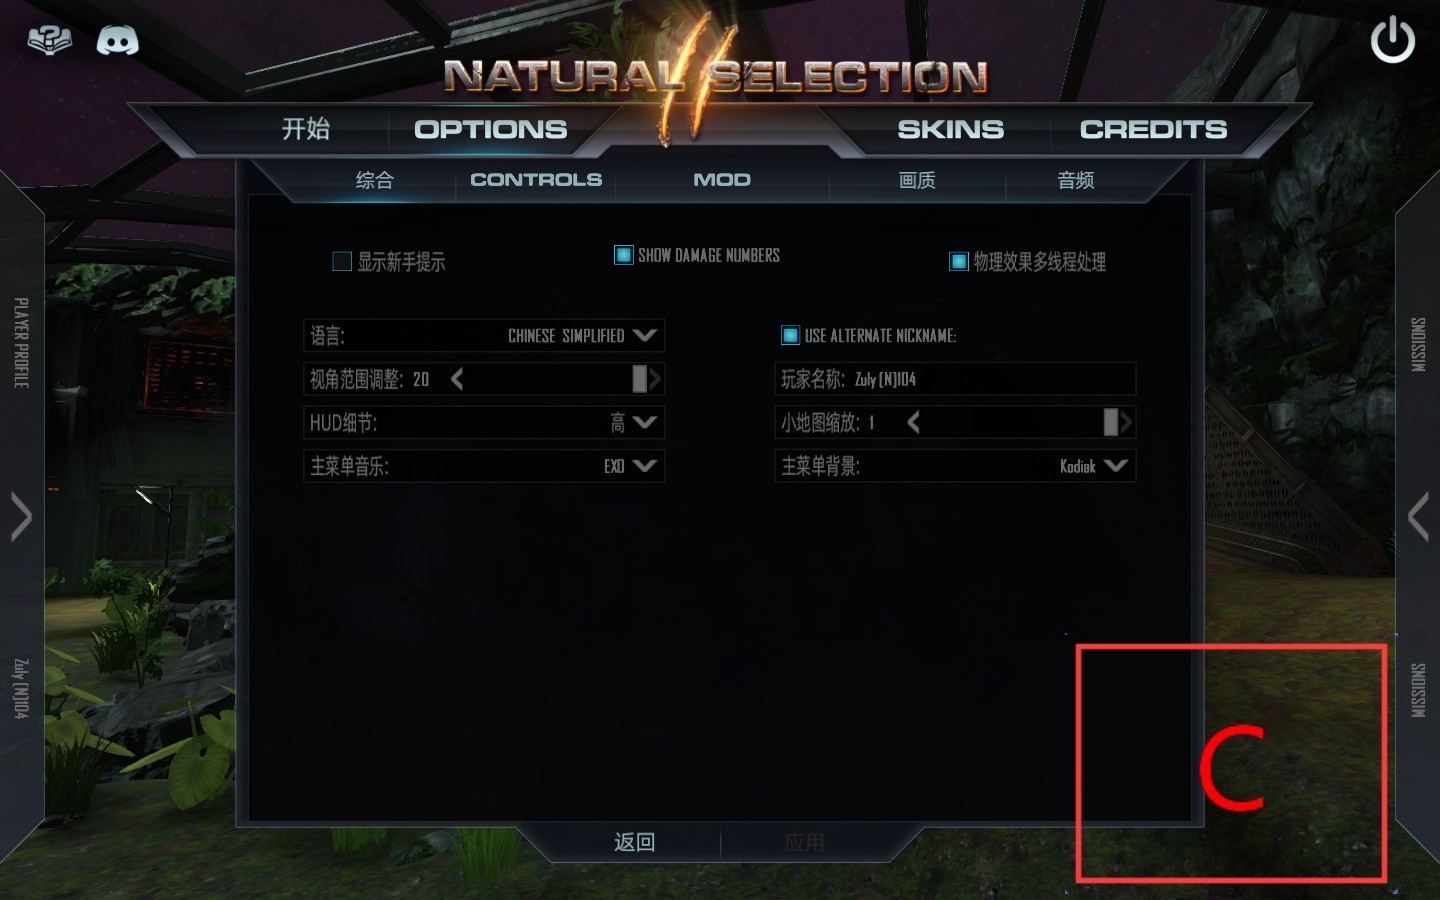 NATURAL SELECTION
开始 OPTIONS SKINS CREDITS
综合 CONTROLS MOD 画质 音频
显示新手提示 SHOW DAMAGE NUMBERS 物理效果多线程处理
语言: CHINESE SIMPLIFIED
USE ALTERNATE NICKNAME:
视角范围调整: 20
玩家名称: Zuly [N]104
HUD细节: 高
小地图缩放: 1
主菜单音乐: EXO
主菜单背景: Kodiak
PLAYER PROFILE
Zuly [N]104
MISSIONS
MISSIONS
C
返回 应用